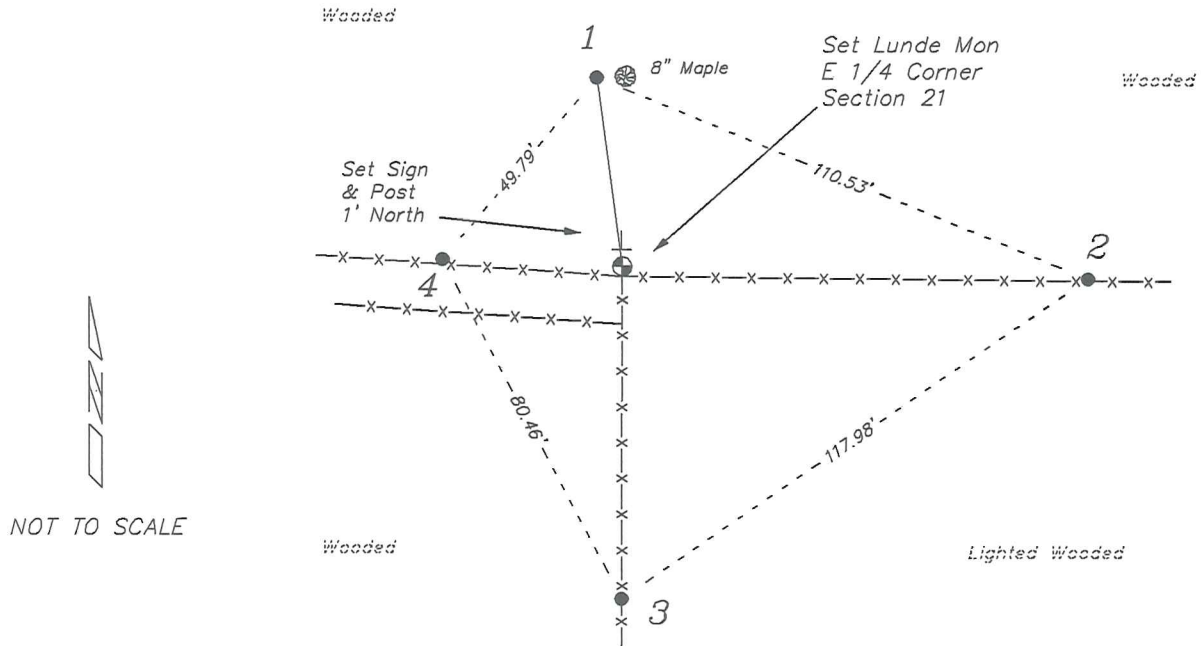 Wooded
1
8" Maple
Set Lunde Mon
E 1/4 Corner
Section 21
Wooded
49.79'
110.53'
Set Sign
& Post
1' North
2
4
80.46'
117.98'
N
NOT TO SCALE
Wooded
Lighted Wooded
3